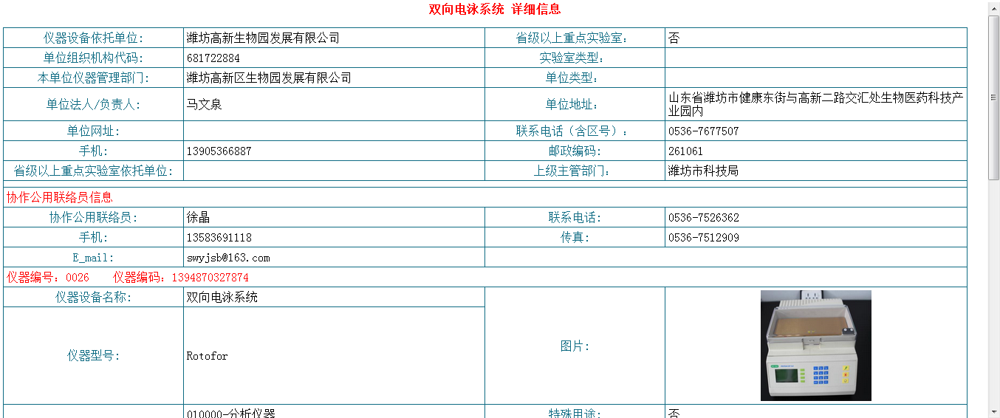 双向电泳系统 详细信息
仪器设备依托单位: 潍坊高新生物园发展有限公司 省级以上重点实验室: 否
单位组织机构代码: 681722884 实验室类型:
本单位仪器管理部门: 潍坊高新区生物园发展有限公司 单位类型:
单位法人/负责人: 马文泉 单位地址: 山东省潍坊市健康东街与高新二路交汇处生物医药科技产
业园内
单位网址: 联系电话（含区号）: 0536-7677507
手机: 13905366887 邮政编码: 261061
省级以上重点实验室依托单位: 上级主管部门: 潍坊市科技局
协作公用联络员信息
协作公用联络员: 徐晶 联系电话: 0536-7526362
手机: 13583691118 传真: 0536-7512909
E_mail: swyjsb@163.com
仪器编号: 0026 仪器编码: 1394870327874
仪器设备名称: 双向电泳系统
仪器型号: Rotofor 图片:
010000-分析仪器 特殊用途: 否